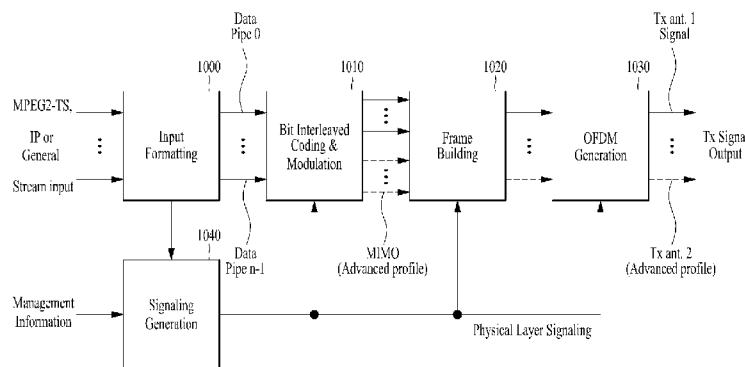 Data
Pipe 0
Tx ant. 1
Signal
1000
1010
1020
1030
MPEG2-TS,
IP or
General
Stream input
Input
Formatting
Bit Interleaved
Coding &
Modulation
Frame
Building
OFDM
Generation
Tx Signal
Output
1040
Data
Pipe n-1
MIMO
(Advanced profile)
Tx ant. 2
(Advanced profile)
Management
Information
Signaling
Generation
Physical Layer Signaling